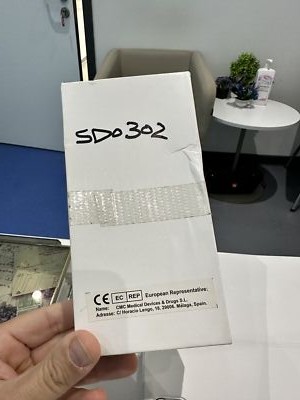 SD0302
CE EC REP European Representative:
Name: CMC Medical Devices & Drugs S.L.
Adresse: C/ Horacio Lengo, 18, 29006, Málaga, Spain.